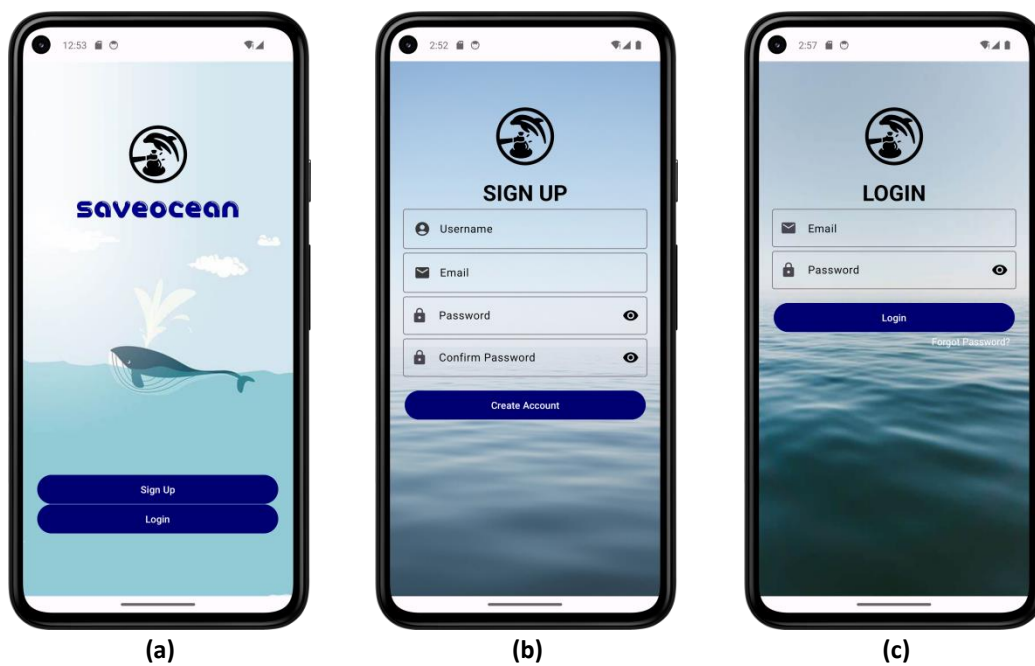 12:53
saveocean
Sign Up
Login
(a)
2:52
SIGN UP
Username
Email
Password
Confirm Password
Create Account
(b)
2:57
LOGIN
Email
Password
Login
Forgot Password?
(c)